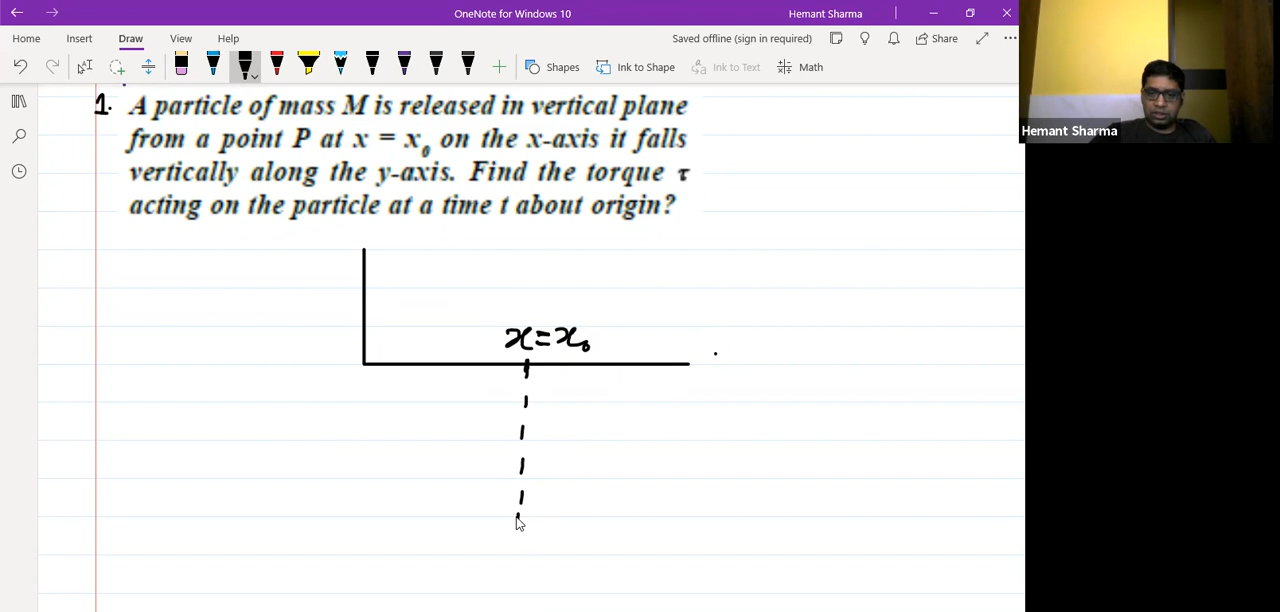 OneNote for Windows 10
Hemant Sharma
Home Insert Draw View Help
Saved offline (sign in required)
Share
Shapes
Ink to Shape
Ink to Text
Math
Hemant Sharma
1. A particle of mass M is released in vertical plane
from a point P at x = x₀ on the x-axis it falls
vertically along the y-axis. Find the torque τ
acting on the particle at a time t about origin?
x=x₀